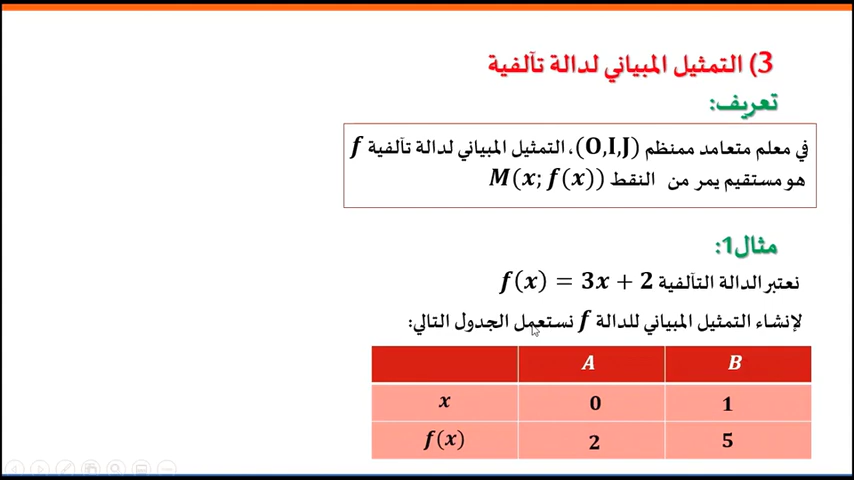 3) التمثيل المبياني لدالة تآلفية
تعريف:
في معلم متعامد ممنظم (O,I,J)، التمثيل المبياني لدالة تآلفية f
هو مستقيم يمر من النقط M(x; f(x))
مثال1:
نعتبر الدالة التآلفية f(x) = 3x + 2
لإنشاء التمثيل المبياني للدالة f نستعمل الجدول التالي:
A B
x 0 1
f(x) 2 5